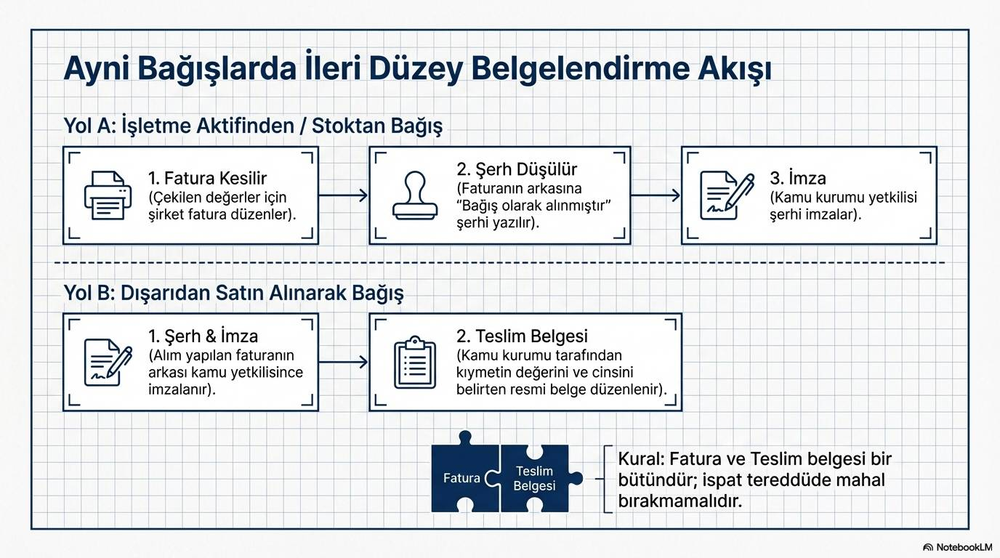 Ayni Bağışlarda İleri Düzey Belgelendirme Akışı
Yol A: İşletme Aktifinden / Stoktan Bağış
1. Fatura Kesilir
(Çekilen değerler için
şirket fatura düzenler).
2. Şerh Düşülür
(Faturanın arkasına
“Bağış olarak alınmıştır”
şerhi yazılır).
3. İmza
(Kamu kurumu yetkilisi
şerhi imzalar).
Yol B: Dışarıdan Satın Alınarak Bağış
1. Şerh & İmza
(Alım yapılan faturanın
arkası kamu yetkilisince
imzalanır).
2. Teslim Belgesi
(Kamu kurumu tarafından
kıymetin değerini ve cinsini
belirten resmi belge düzenlenir).
Fatura
Teslim
Belgesi
Kural: Fatura ve Teslim belgesi bir
bütündür; ispat tereddüde mahal
bırakmamalıdır.
NotebookLM